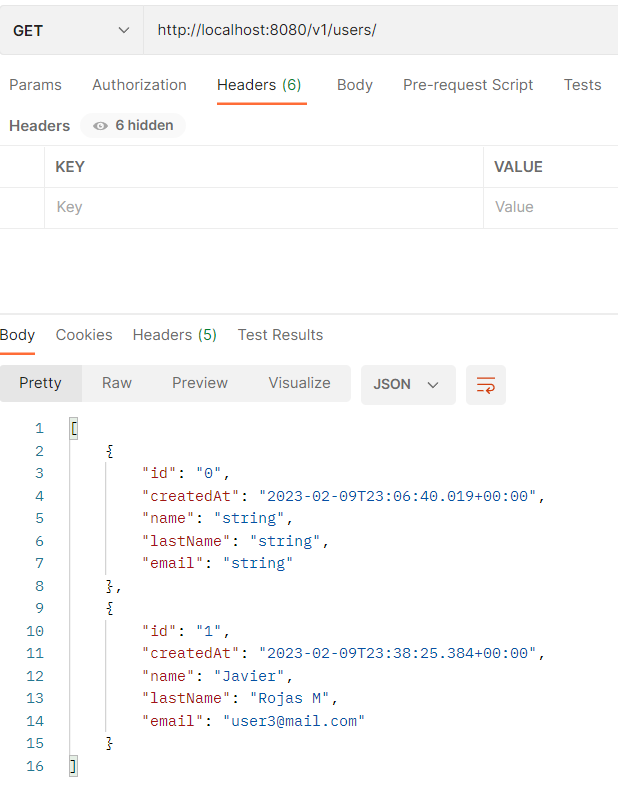 GET http://localhost:8080/v1/users/
Params Authorization Headers (6) Body Pre-request Script Tests
Headers 6 hidden
KEY VALUE
Key Value
Body Cookies Headers (5) Test Results
Pretty Raw Preview Visualize JSON
1 [
2 {
3 "id": "0",
4 "createdAt": "2023-02-09T23:06:40.019+00:00",
5 "name": "string",
6 "lastName": "string",
7 "email": "string"
8 },
9 {
10 "id": "1",
11 "createdAt": "2023-02-09T23:38:25.384+00:00",
12 "name": "Javier",
13 "lastName": "Rojas M",
14 "email": "user3@mail.com"
15 }
16 ]